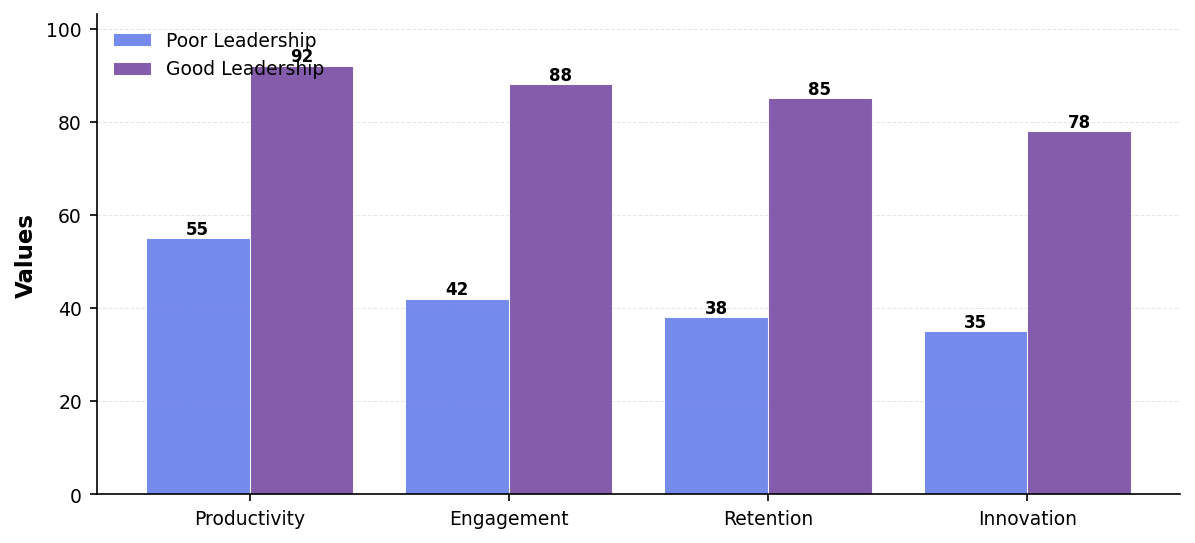 Poor Leadership
Good Leadership
Values
100
80
60
40
20
0
55
92
42
88
38
85
35
78
Productivity
Engagement
Retention
Innovation